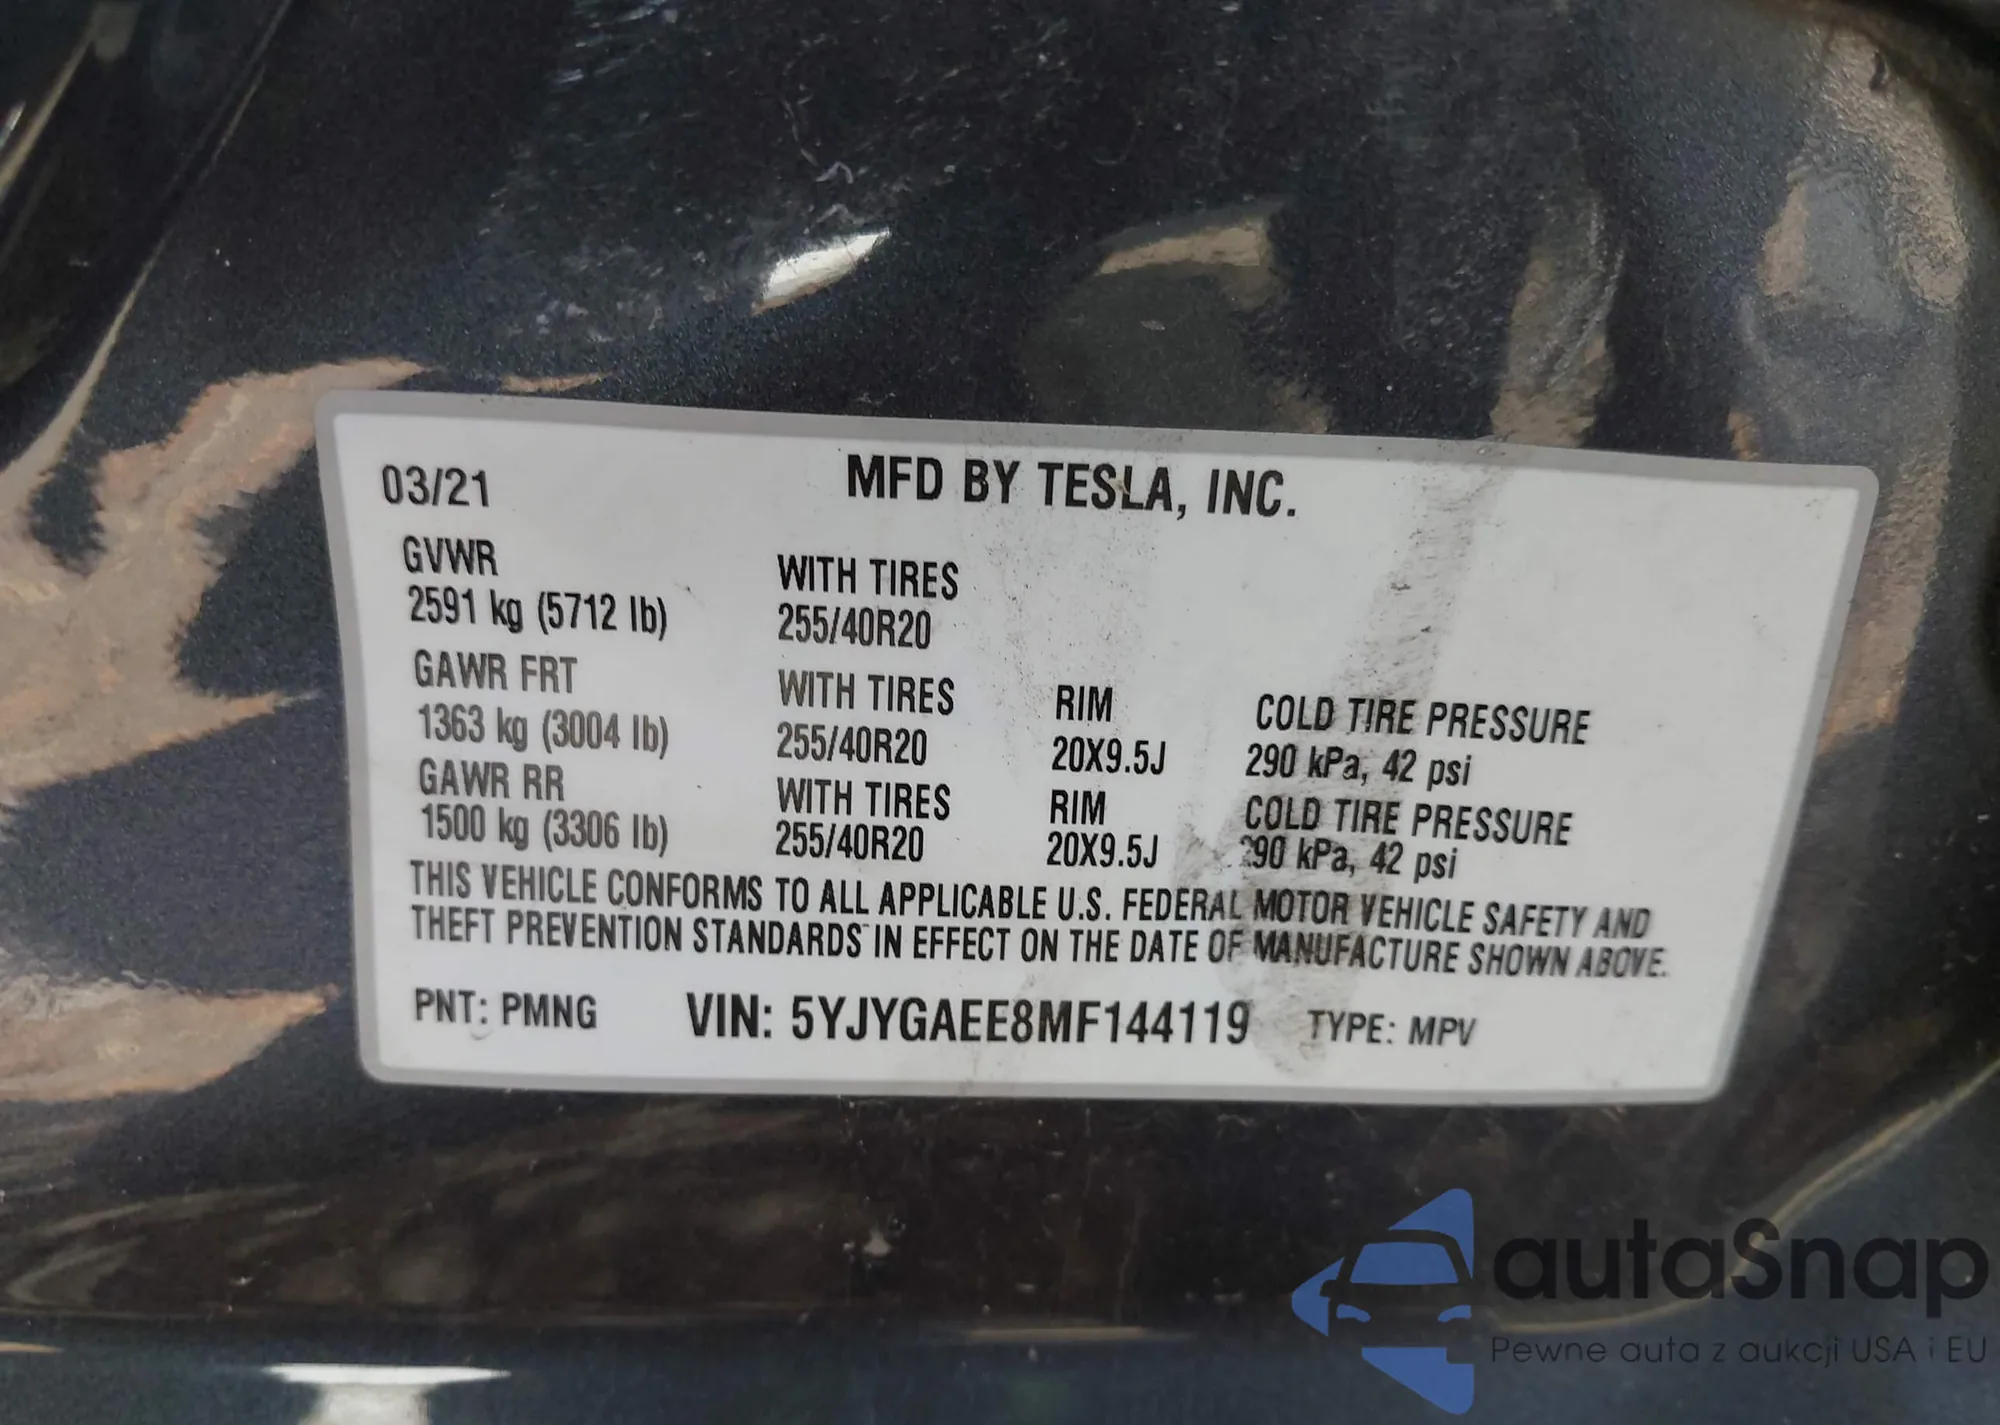 03/21 MFD BY TESLA, INC.
GVWR WITH TIRES
2591 kg (5712 lb) 255/40R20
GAWR FRT WITH TIRES RIM COLD TIRE PRESSURE
1363 kg (3004 lb) 255/40R20 20X9.5J 290 kPa, 42 psi
GAWR RR WITH TIRES RIM COLD TIRE PRESSURE
1500 kg (3306 lb) 255/40R20 20X9.5J 290 kPa, 42 psi
THIS VEHICLE CONFORMS TO ALL APPLICABLE U.S. FEDERAL MOTOR VEHICLE SAFETY AND
THEFT PREVENTION STANDARDS IN EFFECT ON THE DATE OF MANUFACTURE SHOWN ABOVE.
PNT: PMNG VIN: 5YJYGAEE8MF144119 TYPE: MPV
autaSnap
Pewne auta z aukcji USA i EU